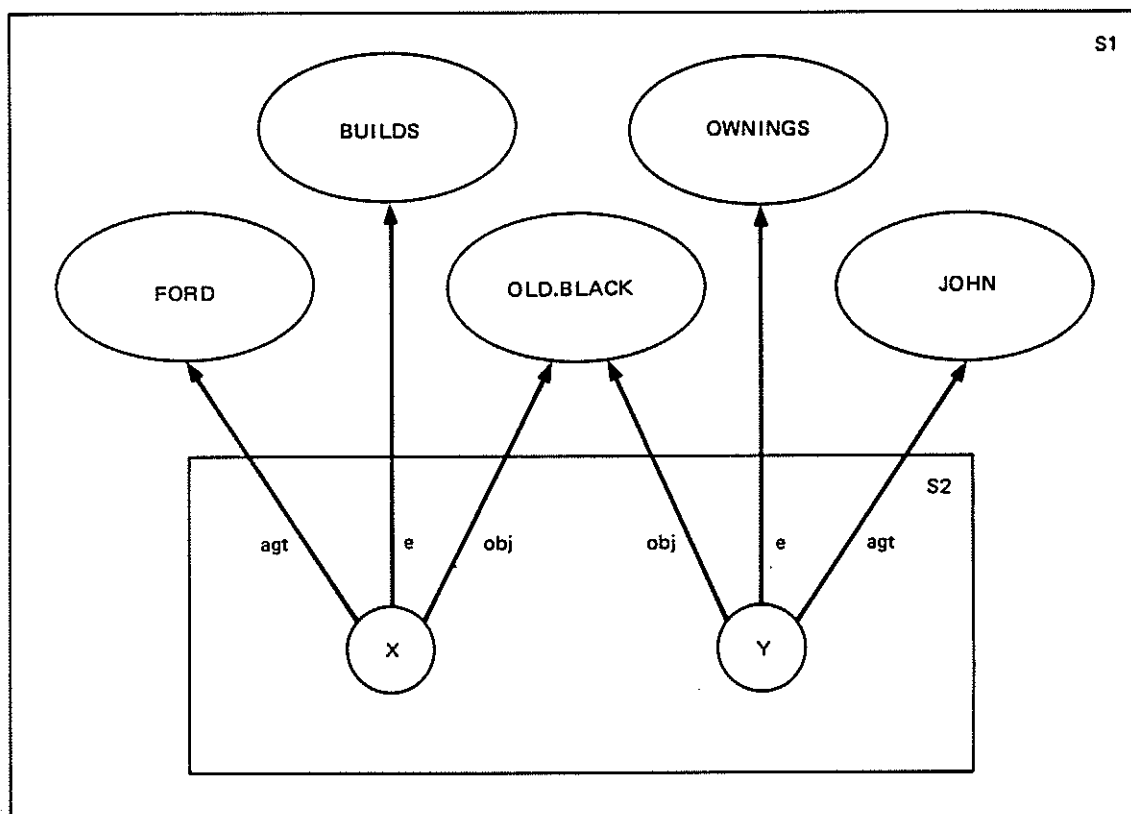 S1
BUILDS
OWNINGS
FORD
OLD.BLACK
JOHN
S2
agt
e
obj
obj
e
agt
X
Y